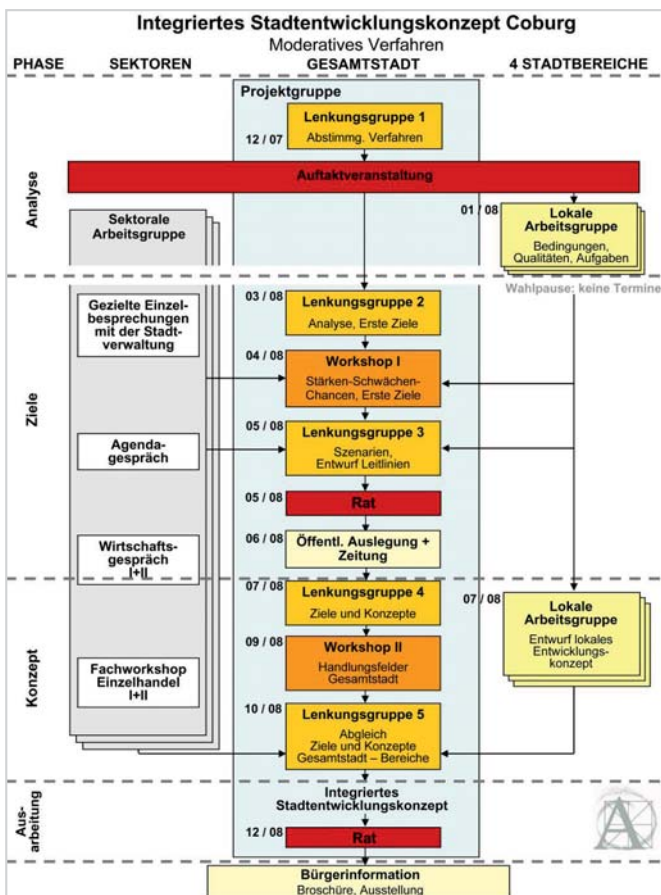 Integriertes Stadtentwicklungskonzept Coburg
Moderatives Verfahren
PHASE SEKTOREN GESAMTSTADT 4 STADTBEREICHE
Projektgruppe
Lenkungsgruppe 1
Abstimmg. Verfahren
12 / 07
Auftaktveranstaltung
Analyse
Sektorale
Arbeitsgruppe
01 / 08
Lokale
Arbeitsgruppe
Bedingungen,
Qualitäten, Aufgaben
Wahlpause: keine Termine
Ziele
Gezielte Einzel-
besprechungen
mit der Stadt-
verwaltung
03 / 08
Lenkungsgruppe 2
Analyse, Erste Ziele
04 / 08
Workshop I
Stärken-Schwächen-
Chancen, Erste Ziele
Agenda-
gespräch
05 / 08
Lenkungsgruppe 3
Szenarien,
Entwurf Leitlinien
05 / 08
Rat
06 / 08
Öffentl. Auslegung +
Zeitung
Wirtschafts-
gespräch
I+II
Konzept
07 / 08
Lenkungsgruppe 4
Ziele und Konzepte
07 / 08
Lokale
Arbeitsgruppe
Entwurf lokales
Entwicklungs-
konzept
09 / 08
Workshop II
Handlungsfelder
Gesamtstadt
Fachworkshop
Einzelhandel
I+II
10 / 08
Lenkungsgruppe 5
Abgleich
Ziele und Konzepte
Gesamtstadt – Bereiche
Aus-
arbeitung
Integriertes
Stadtentwicklungskonzept
12 / 08
Rat
A
Bürgerinformation
Broschüre, Ausstellung